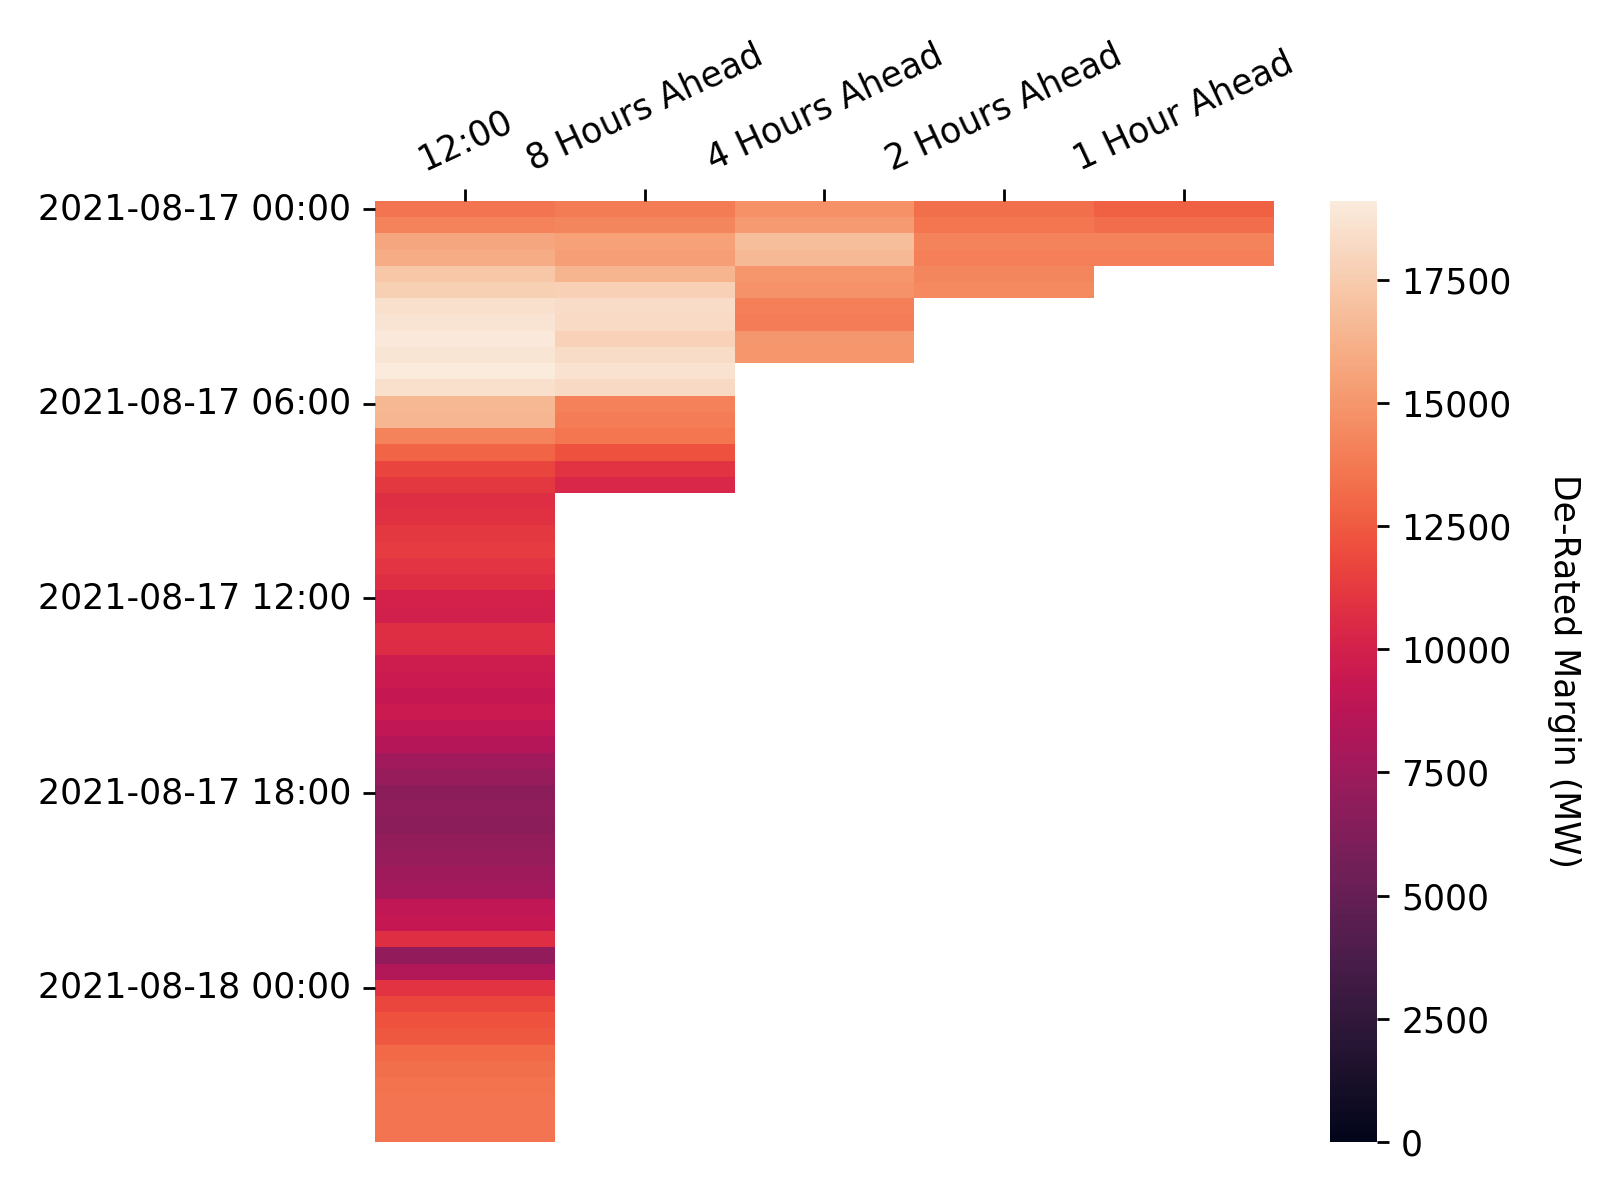 12:00
8 Hours Ahead
4 Hours Ahead
2 Hours Ahead
1 Hour Ahead
2021-08-17 00:00
2021-08-17 06:00
2021-08-17 12:00
2021-08-17 18:00
2021-08-18 00:00
17500
15000
12500
10000
7500
5000
2500
0
De-Rated Margin (MW)